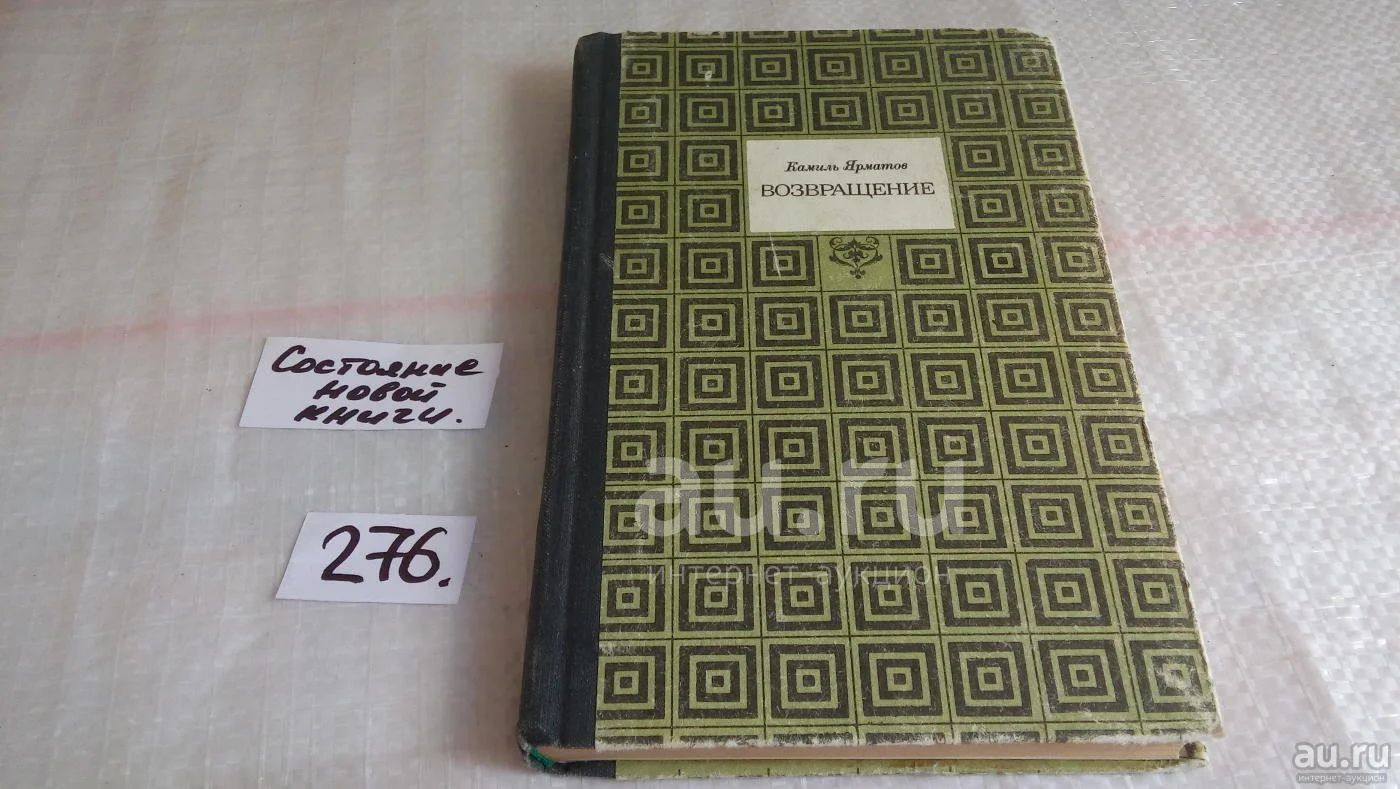 Камиль Ярматов
ВОЗВРАЩЕНИЕ
Состояние
новой
книги.
276.
au.ru
интернет-аукцион
au.ru
интернет-аукцион